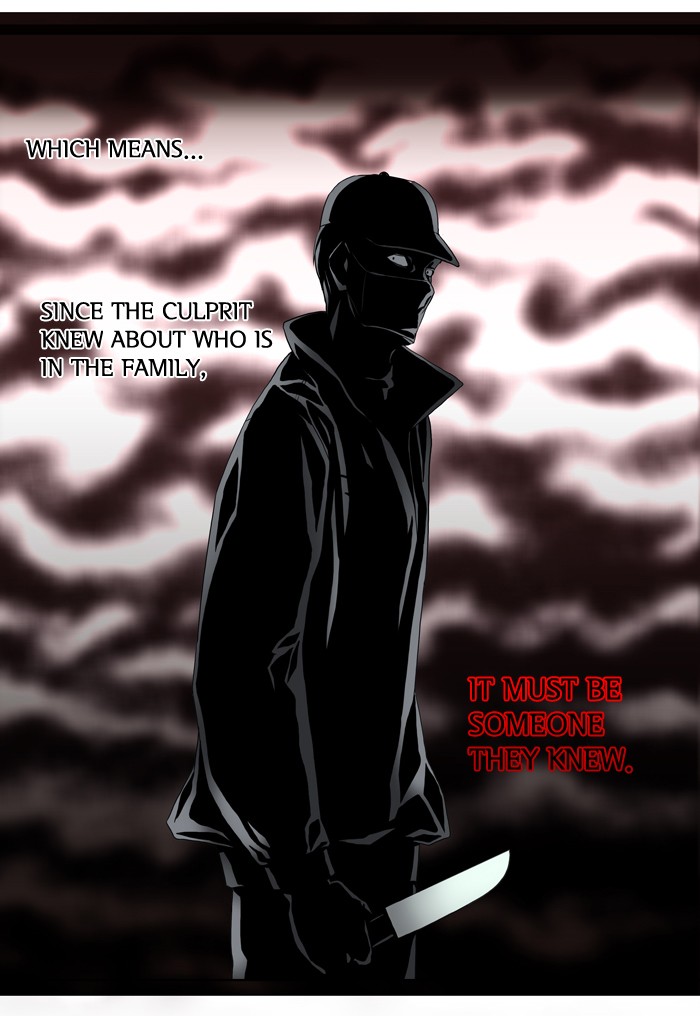 WHICH MEANS...
SINCE THE CULPRIT
KNEW ABOUT WHO IS
IN THE FAMILY,
IT MUST BE
SOMEONE
THEY KNEW.